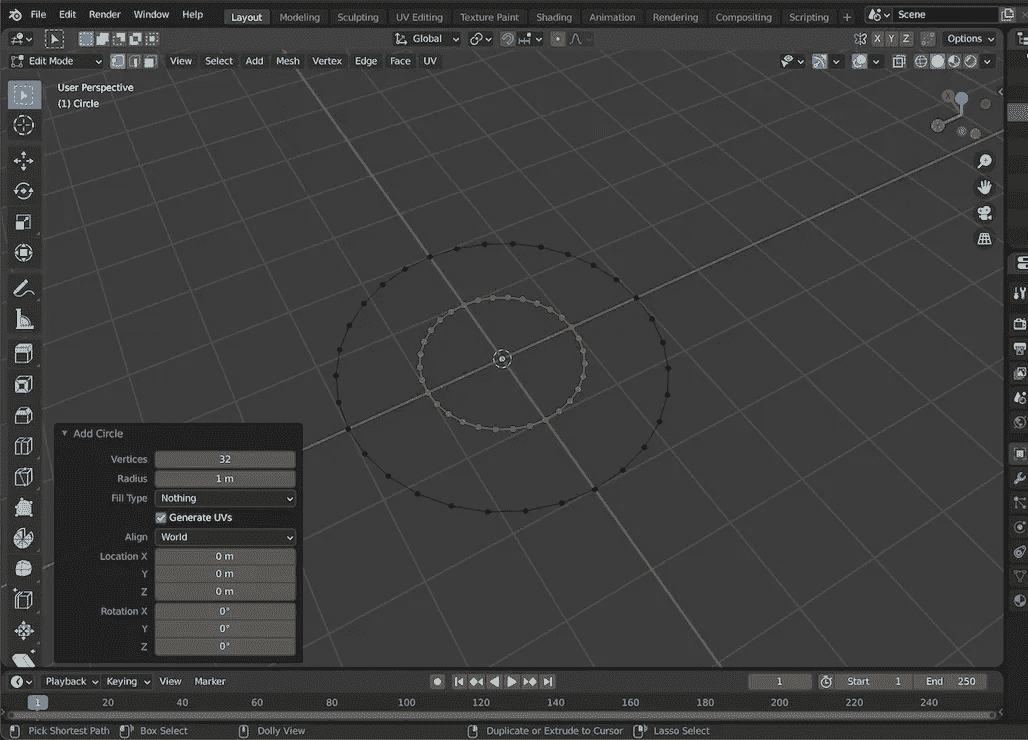 File Edit Render Window Help Layout Modeling Sculpting UV Editing Texture Paint Shading Animation Rendering Compositing Scripting + Scene
Global X Y Z Options
Edit Mode View Select Add Mesh Vertex Edge Face UV
User Perspective
(1) Circle
Add Circle
Vertices 32
Radius 1 m
Fill Type Nothing
Generate UVs
Align World
Location X 0 m
Y 0 m
Z 0 m
Rotation X 0°
Y 0°
Z 0°
Playback Keying View Marker 1 Start 1 End 250
1 20 40 60 80 100 120 140 160 180 200 220 240
Pick Shortest Path Box Select Dolly View Duplicate or Extrude to Cursor Lasso Select